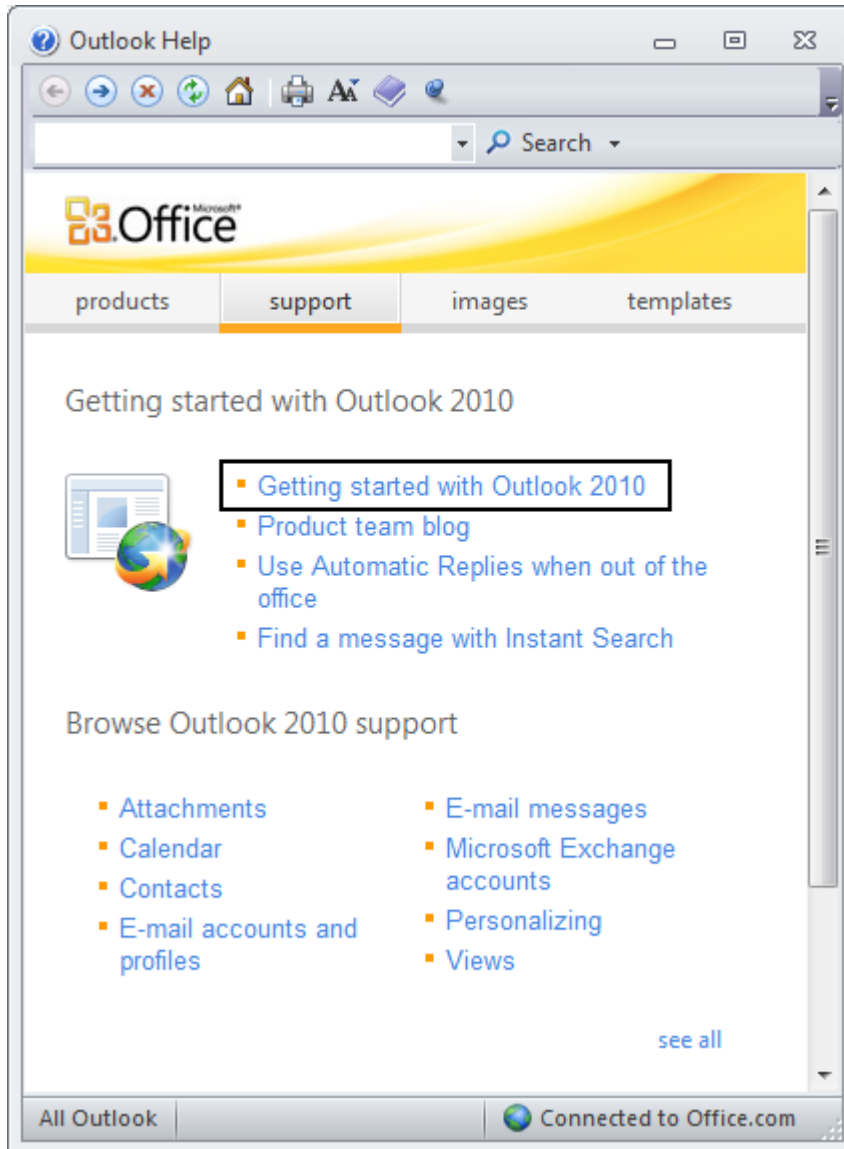 Outlook Help
Search
Microsoft®
Office
products support images templates
Getting started with Outlook 2010
Getting started with Outlook 2010
Product team blog
Use Automatic Replies when out of the
office
Find a message with Instant Search
Browse Outlook 2010 support
Attachments
Calendar
Contacts
E-mail accounts and
profiles
E-mail messages
Microsoft Exchange
accounts
Personalizing
Views
see all
All Outlook
Connected to Office.com